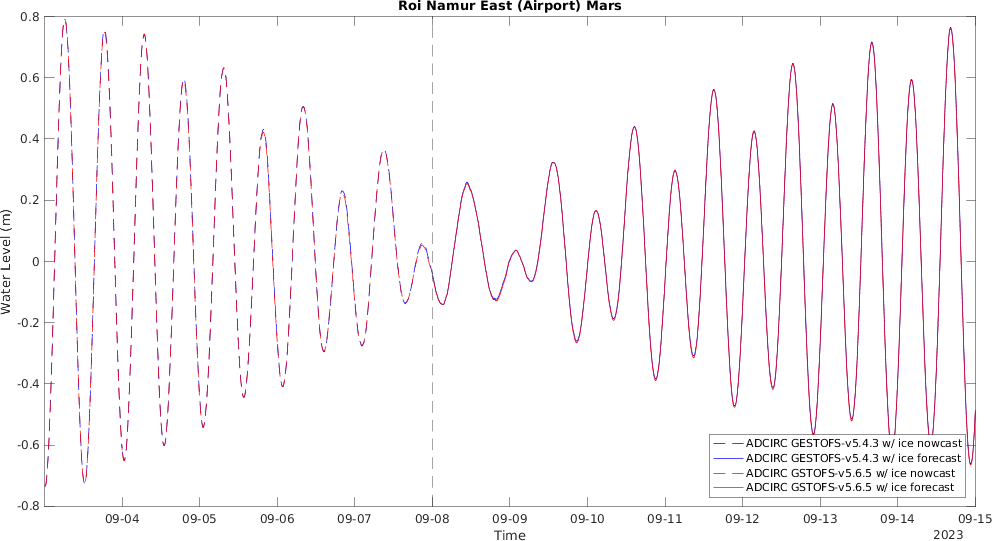 Roi Namur East (Airport) Mars
0.8
0.6
0.4
0.2
0
-0.2
-0.4
-0.6
-0.8
Water Level (m)
ADCIRC GESTOFS-v5.4.3 w/ ice nowcast
ADCIRC GESTOFS-v5.4.3 w/ ice forecast
ADCIRC GSTOFS-v5.6.5 w/ ice nowcast
ADCIRC GSTOFS-v5.6.5 w/ ice forecast
09-04 09-05 09-06 09-07 09-08 09-09 09-10 09-11 09-12 09-13 09-14 09-15
Time
2023